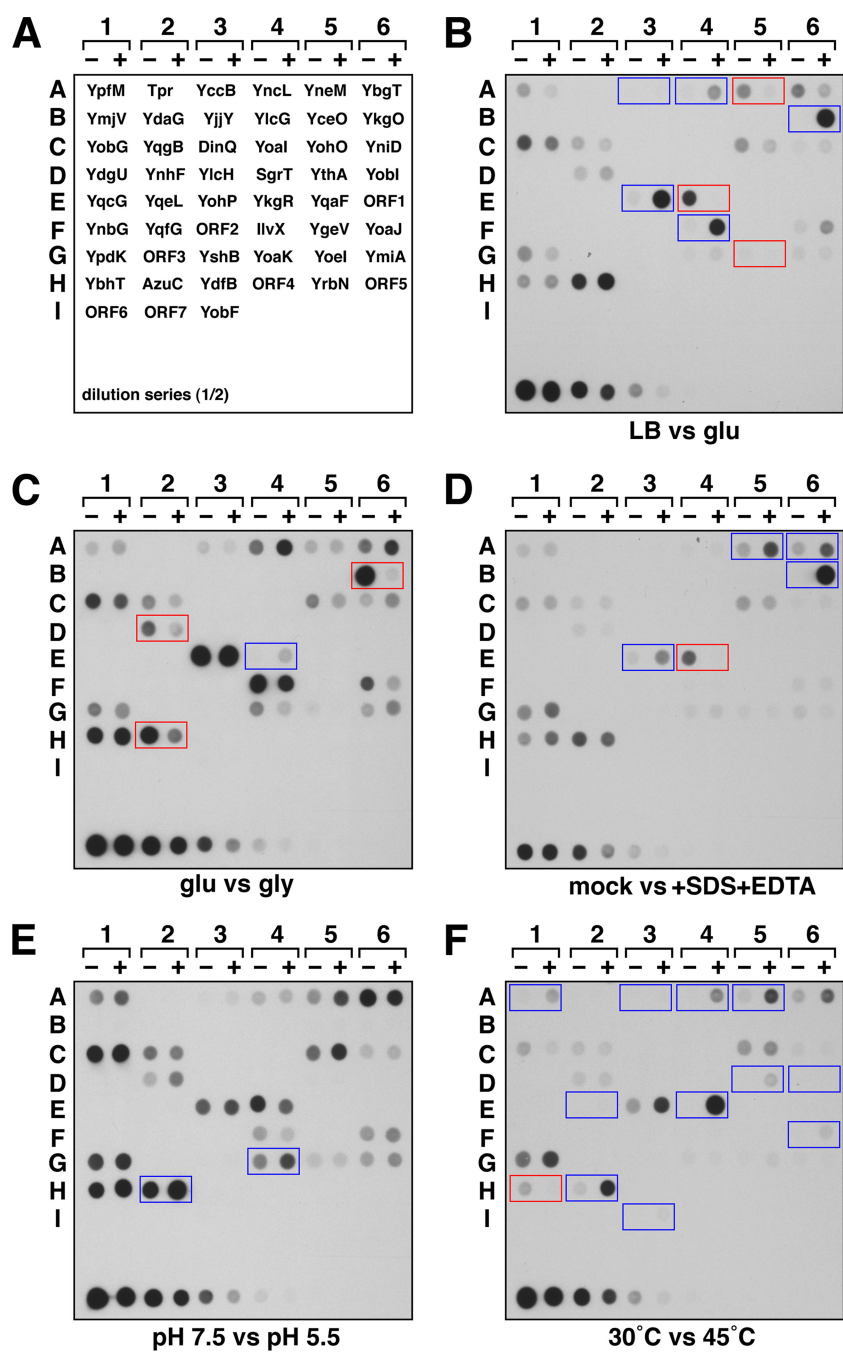 A
1 2 3 4 5 6
– + – + – + – + – + – +
A YpfM Tpr YccB YncL YneM YbgT
B YmjV YdaG YjjY YlcG YceO YkgO
C YobG YqgB DinQ YoaI YohO YniD
D YdgU YnhF YlcH SgrT YthA YobI
E YqcG YqeL YohP YkgR YqaF ORF1
F YnbG YqfG ORF2 IlvX YgeV YoaJ
G YpdK ORF3 YshB YoaK YoeI YmiA
H YbhT AzuC YdfB ORF4 YrbN ORF5
I ORF6 ORF7 YobF
dilution series (1/2)
B
1 2 3 4 5 6
– + – + – + – + – + – +
A
B
C
D
E
F
G
H
I
LB vs glu
C
1 2 3 4 5 6
– + – + – + – + – + – +
A
B
C
D
E
F
G
H
I
glu vs gly
D
1 2 3 4 5 6
– + – + – + – + – + – +
A
B
C
D
E
F
G
H
I
mock vs +SDS+EDTA
E
1 2 3 4 5 6
– + – + – + – + – + – +
A
B
C
D
E
F
G
H
I
pH 7.5 vs pH 5.5
F
1 2 3 4 5 6
– + – + – + – + – + – +
A
B
C
D
E
F
G
H
I
30˚C vs 45˚C